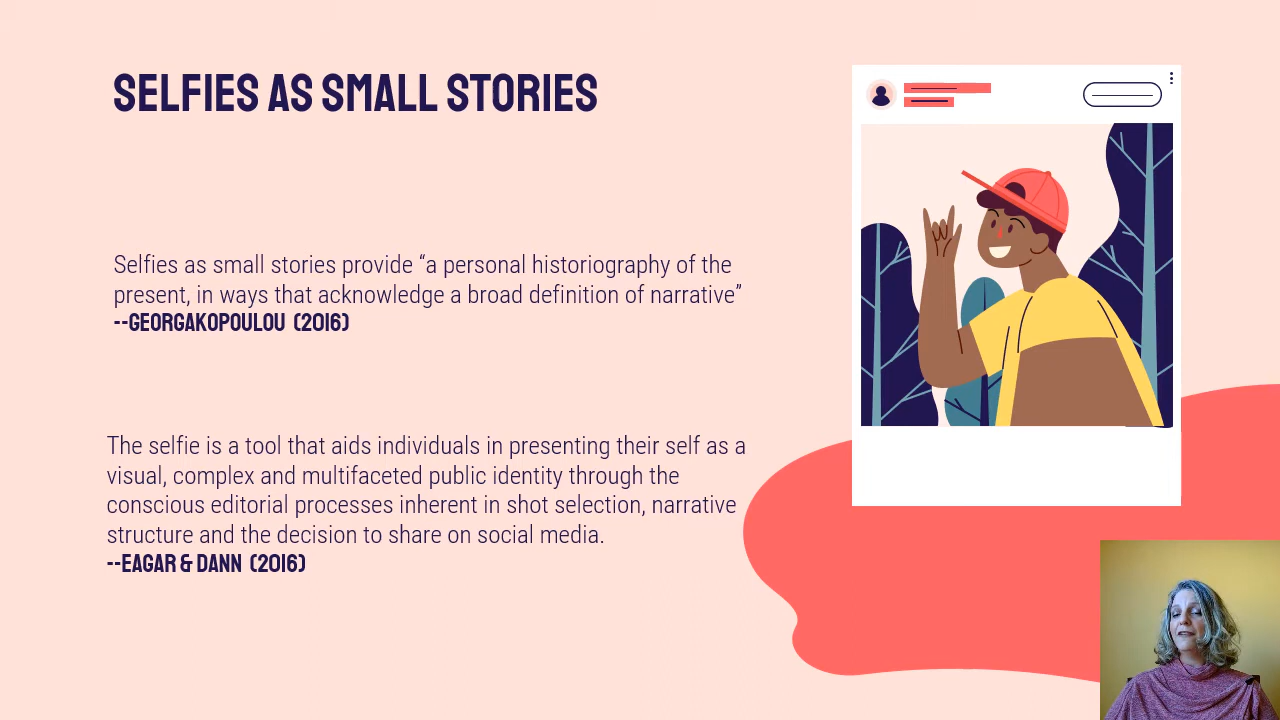 SELFIES AS SMALL STORIES
Selfies as small stories provide “a personal historiography of the
present, in ways that acknowledge a broad definition of narrative”
--GEORGAKOPOULOU (2016)
The selfie is a tool that aids individuals in presenting their self as a
visual, complex and multifaceted public identity through the
conscious editorial processes inherent in shot selection, narrative
structure and the decision to share on social media.
--EAGAR & DANN (2016)